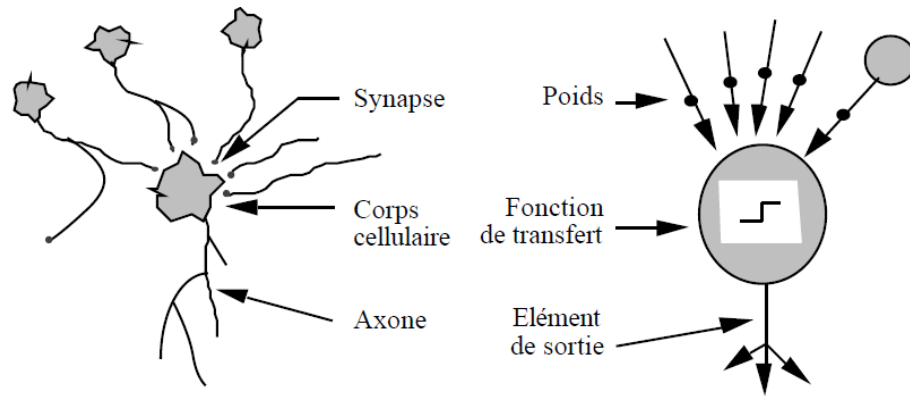 Synapse
Corps
cellulaire
Axone
Poids
Fonction
de transfert
Elément
de sortie